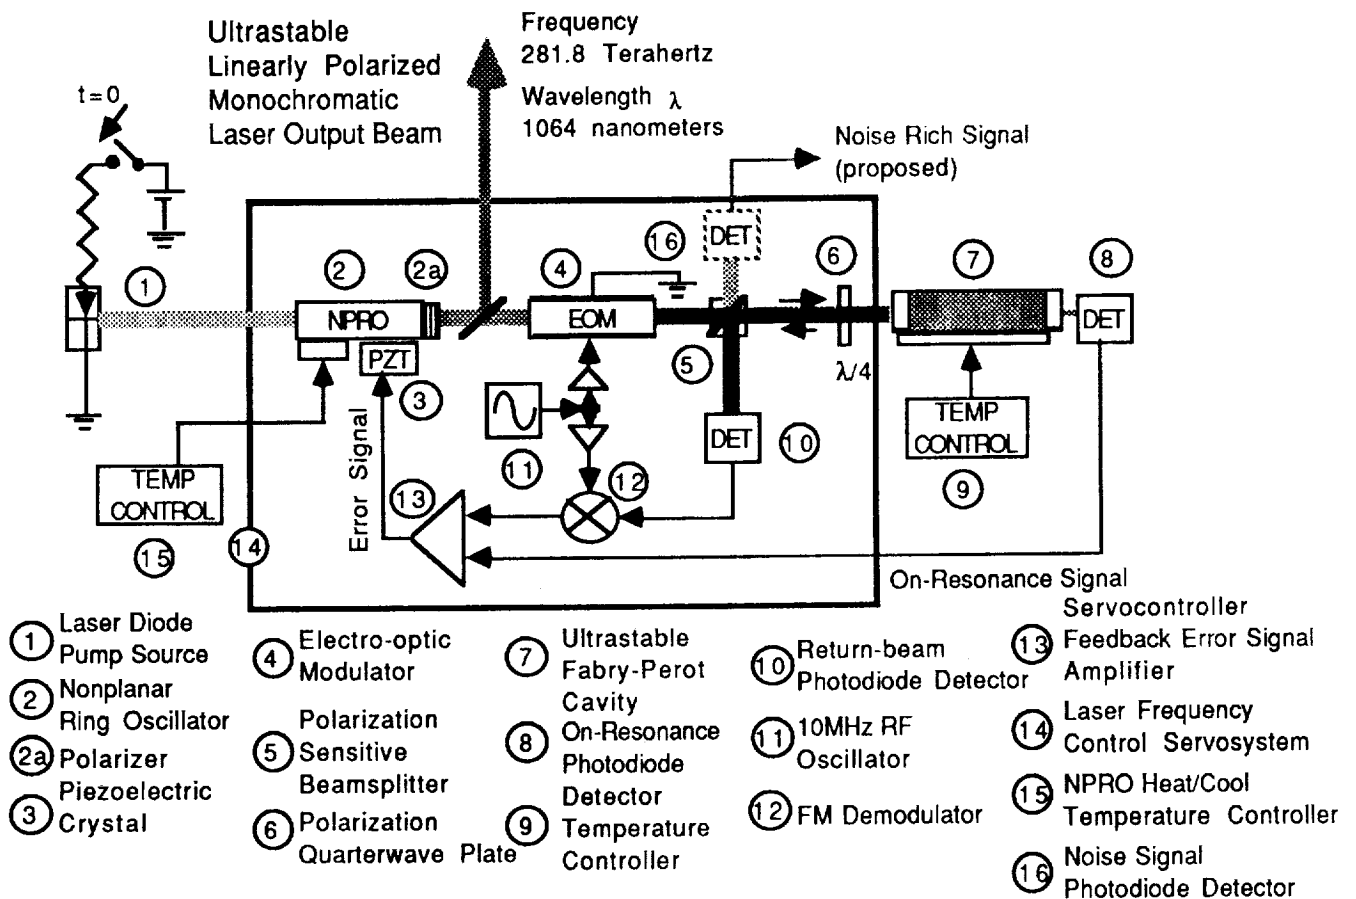 Ultrastable
Linearly Polarized
Monochromatic
Laser Output Beam
Frequency
281.8 Terahertz
Wavelength λ
1064 nanometers
t=0
Noise Rich Signal
(proposed)
1
2
2a
4
16
DET
6
7
8
NPRO
EOM
DET
PZT
3
5
λ/4
Error Signal
11
DET
10
TEMP
CONTROL
9
TEMP
CONTROL
15
13
12
14
On-Resonance Signal
1 Laser Diode
Pump Source
2 Nonplanar
Ring Oscillator
2a Polarizer
3 Piezoelectric
Crystal
4 Electro-optic
Modulator
5 Polarization
Sensitive
Beamsplitter
6 Polarization
Quarterwave Plate
7 Ultrastable
Fabry-Perot
Cavity
8 On-Resonance
Photodiode
Detector
9 Temperature
Controller
10 Return-beam
Photodiode Detector
11 10MHz RF
Oscillator
12 FM Demodulator
13 Servocontroller
Feedback Error Signal
Amplifier
14 Laser Frequency
Control Servosystem
15 NPRO Heat/Cool
Temperature Controller
16 Noise Signal
Photodiode Detector